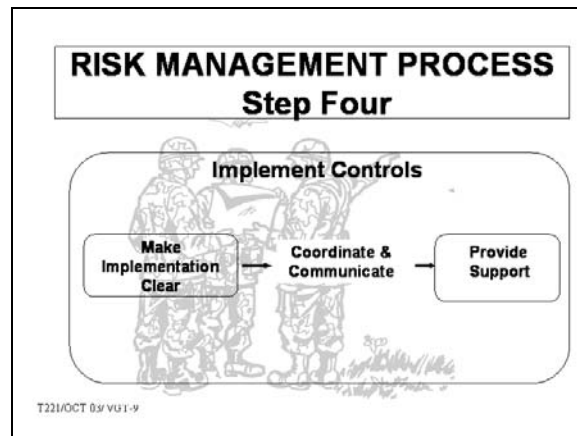 RISK MANAGEMENT PROCESS
Step Four
Implement Controls
Make
Implementation
Clear
Coordinate &
Communicate
Provide
Support
T221/OCT 03/ VGT-9